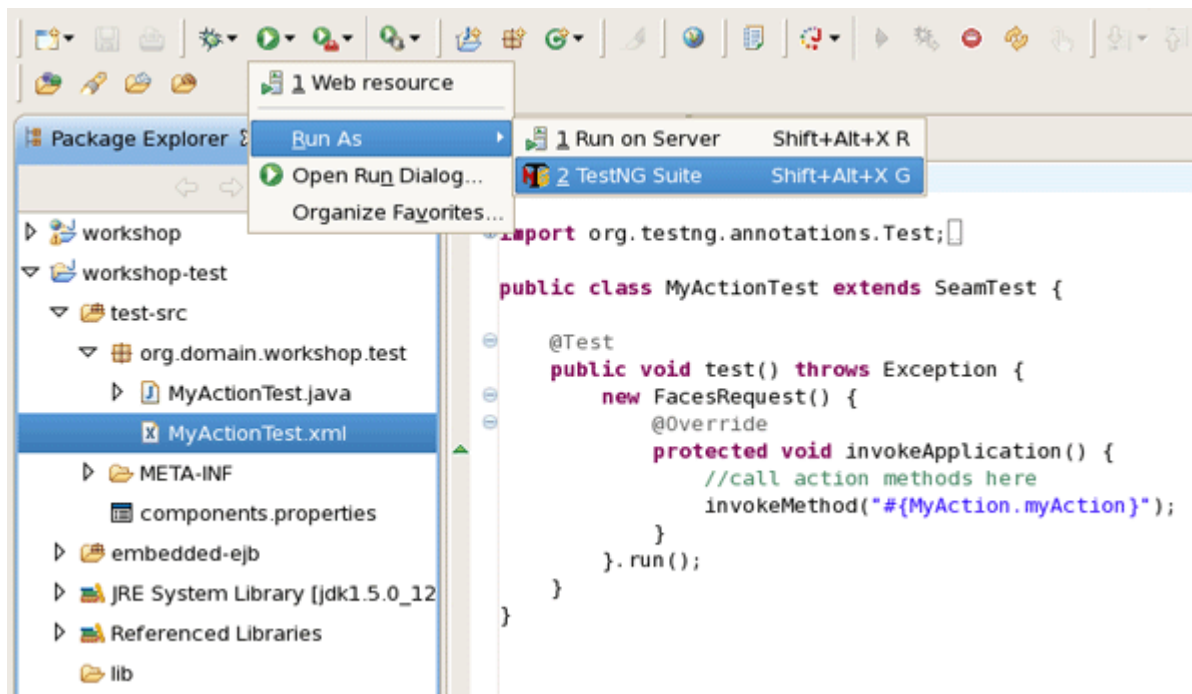 1 Web resource
Run As
Open Run Dialog...
Organize Favorites...
1 Run on Server Shift+Alt+X R
2 TestNG Suite Shift+Alt+X G
Package Explorer
workshop
workshop-test
test-src
org.domain.workshop.test
MyActionTest.java
MyActionTest.xml
META-INF
components.properties
embedded-ejb
JRE System Library [jdk1.5.0_12
Referenced Libraries
lib
import org.testng.annotations.Test;
public class MyActionTest extends SeamTest {
@Test
public void test() throws Exception {
new FacesRequest() {
@Override
protected void invokeApplication() {
//call action methods here
invokeMethod("#{MyAction.myAction}");
}
}.run();
}
}